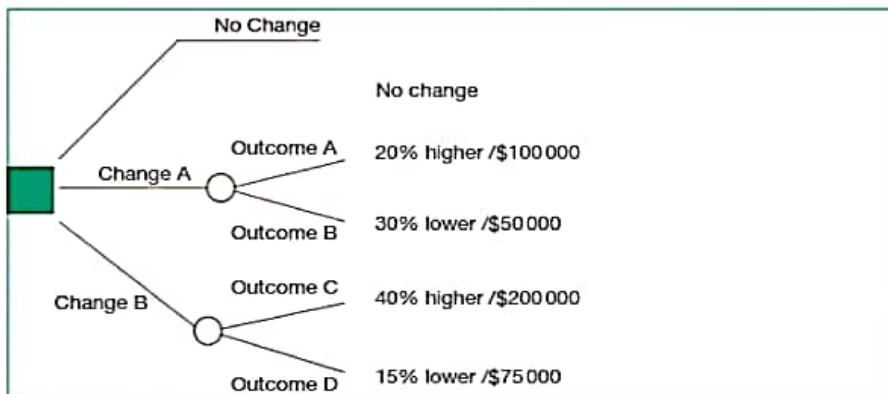 No Change
No change
Outcome A
20% higher /$100 000
Change A
30% lower /$50 000
Outcome B
Outcome C
40% higher /$200 000
Change B
15% lower /$75 000
Outcome D